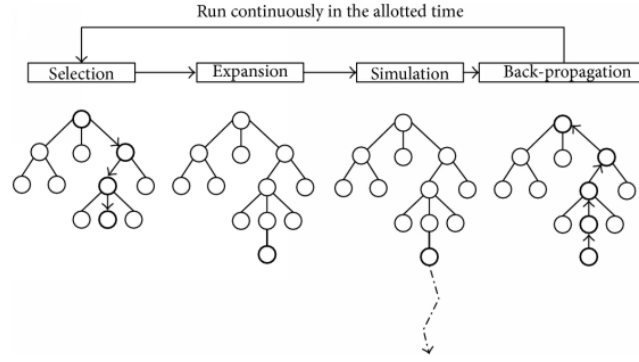 Run continuously in the allotted time
Selection
Expansion
Simulation
Back-propagation